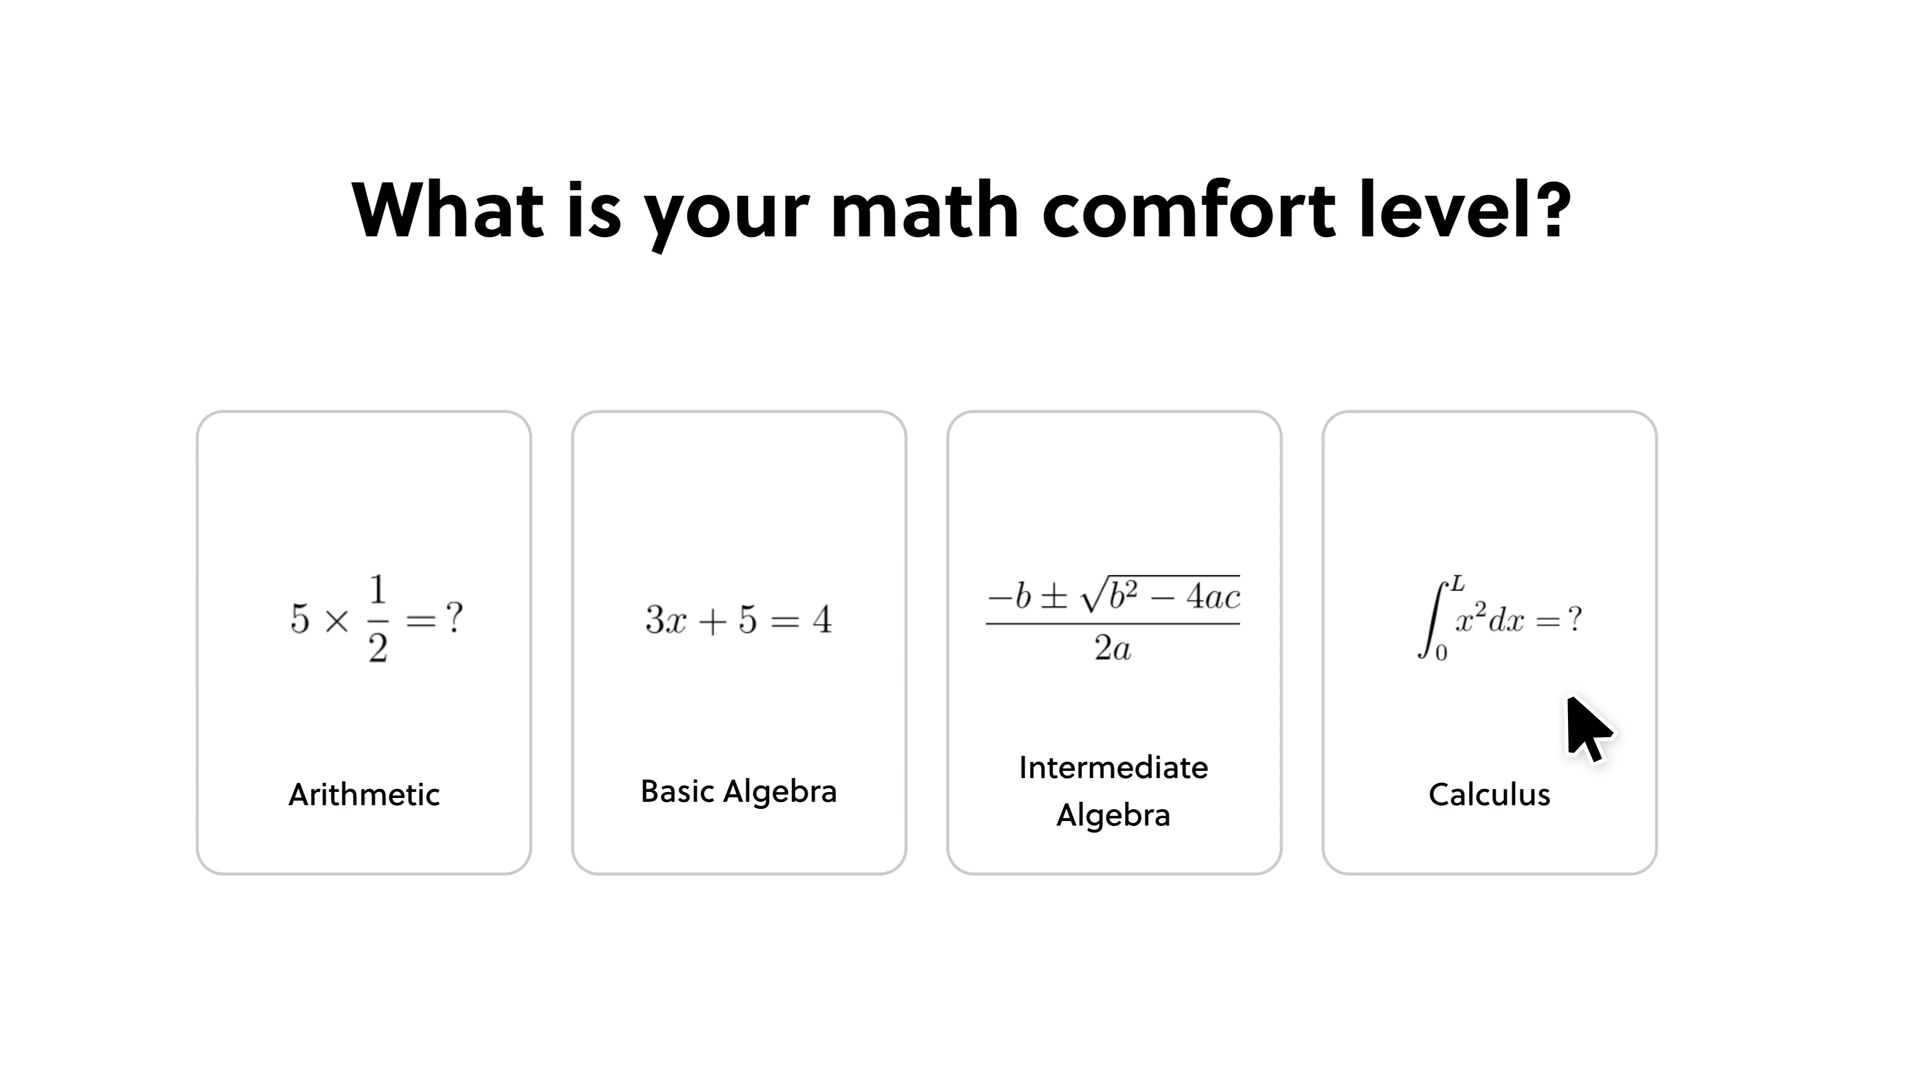 What is your math comfort level?
5 × 1/2 = ?
Arithmetic
3x + 5 = 4
Basic Algebra
−b ± √(b² − 4ac)
2a
Intermediate
Algebra
∫₀ᴸ x² dx = ?
Calculus